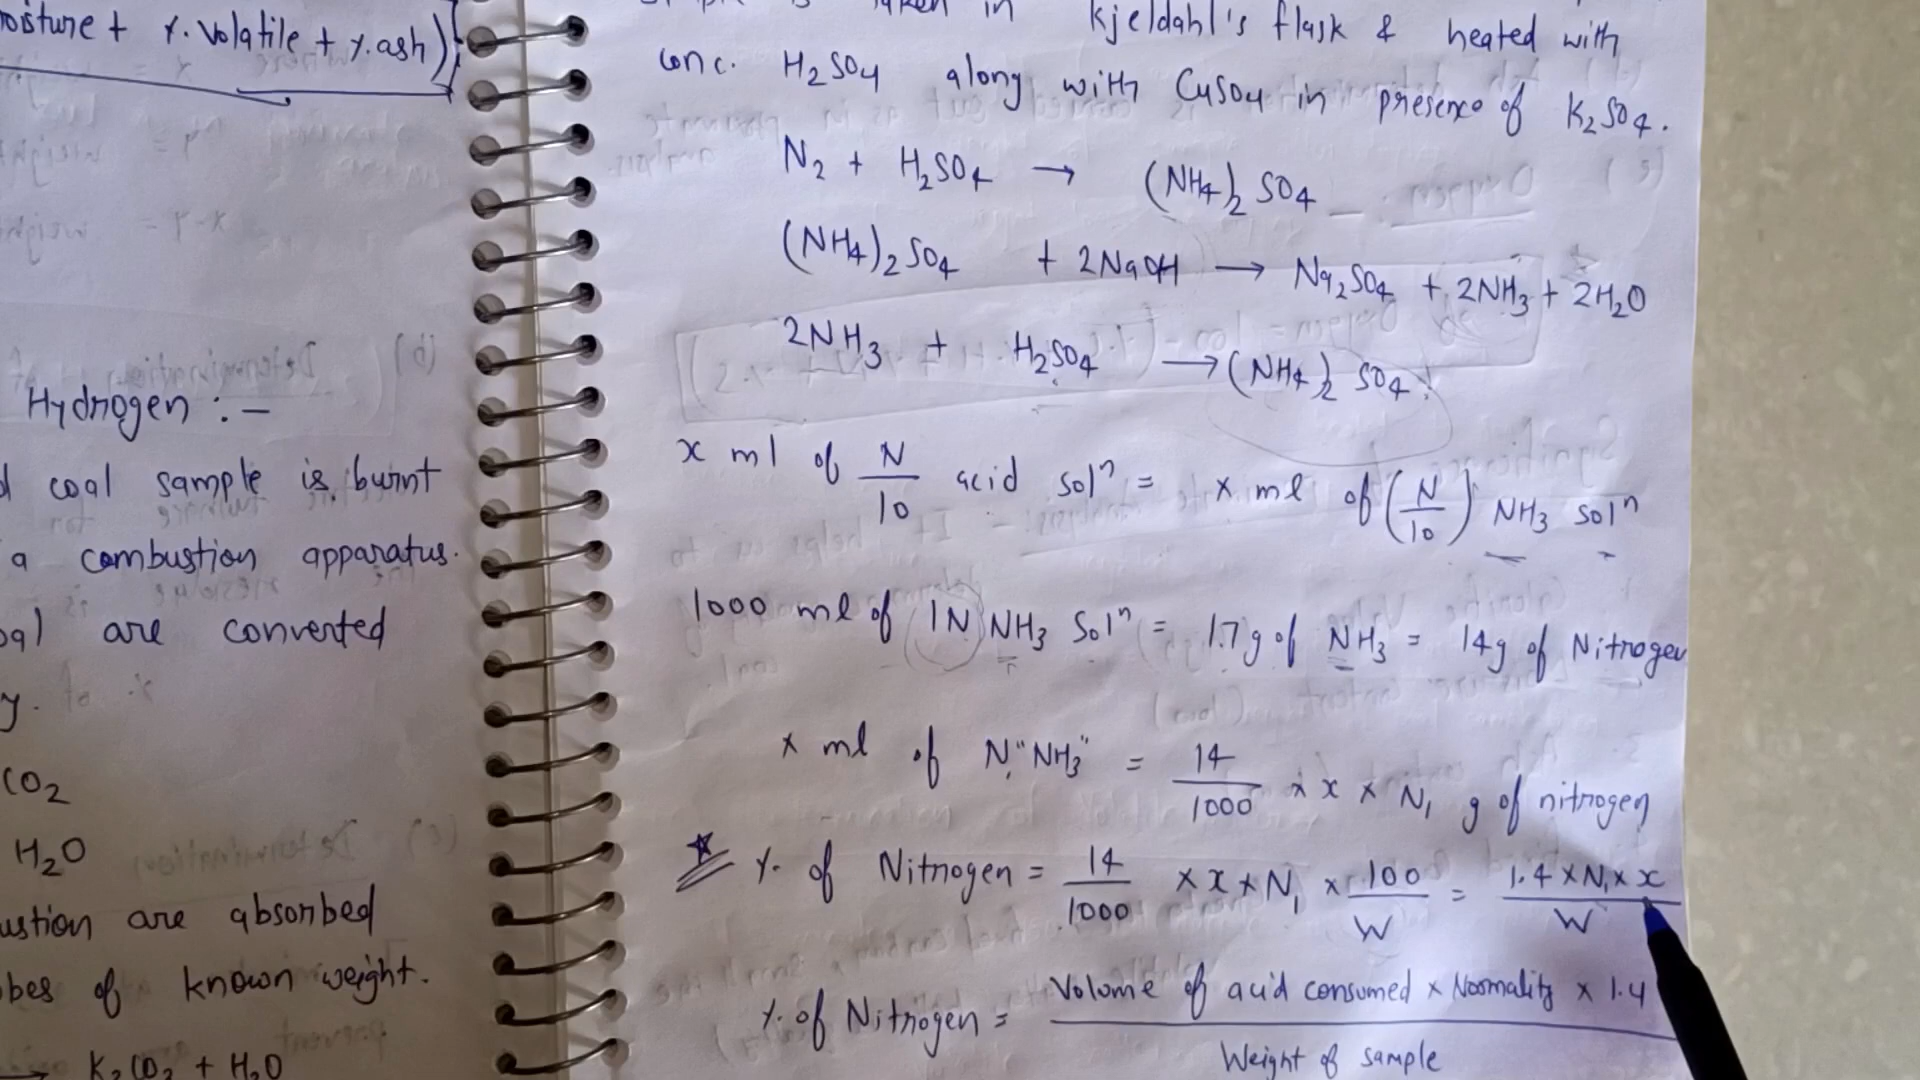 oisture + %. Volatile + %. ash)}
Hydrogen : -
coal sample is burnt
a combustion apparatus.
are converted
y.
CO2
H2O
ustion are absorbed
bes of known weight.
→ K2CO3 + H2O
is taken in Kjeldahl's flask & heated with
conc. H2SO4 along with CuSO4 in presence of K2SO4.
N2 + H2SO4 → (NH4)2 SO4
(NH4)2 SO4 + 2NaOH → Na2SO4 + 2NH3 + 2H2O
2NH3 + H2SO4 → (NH4)2 SO4
x ml of N/10 acid solⁿ = x ml of (N/10) NH3 solⁿ
1000 ml of 1N NH3 Solⁿ = 17g of NH3 = 14g of Nitrogen
x ml of N "NH3" = 14/1000 × x × N1 g of nitrogen
%. of Nitrogen = 14/1000 × x × N1 × 100/W = 1.4 × N1 × x/W
%. of Nitrogen = Volume of acid consumed × Normality × 1.4
Weight of sample